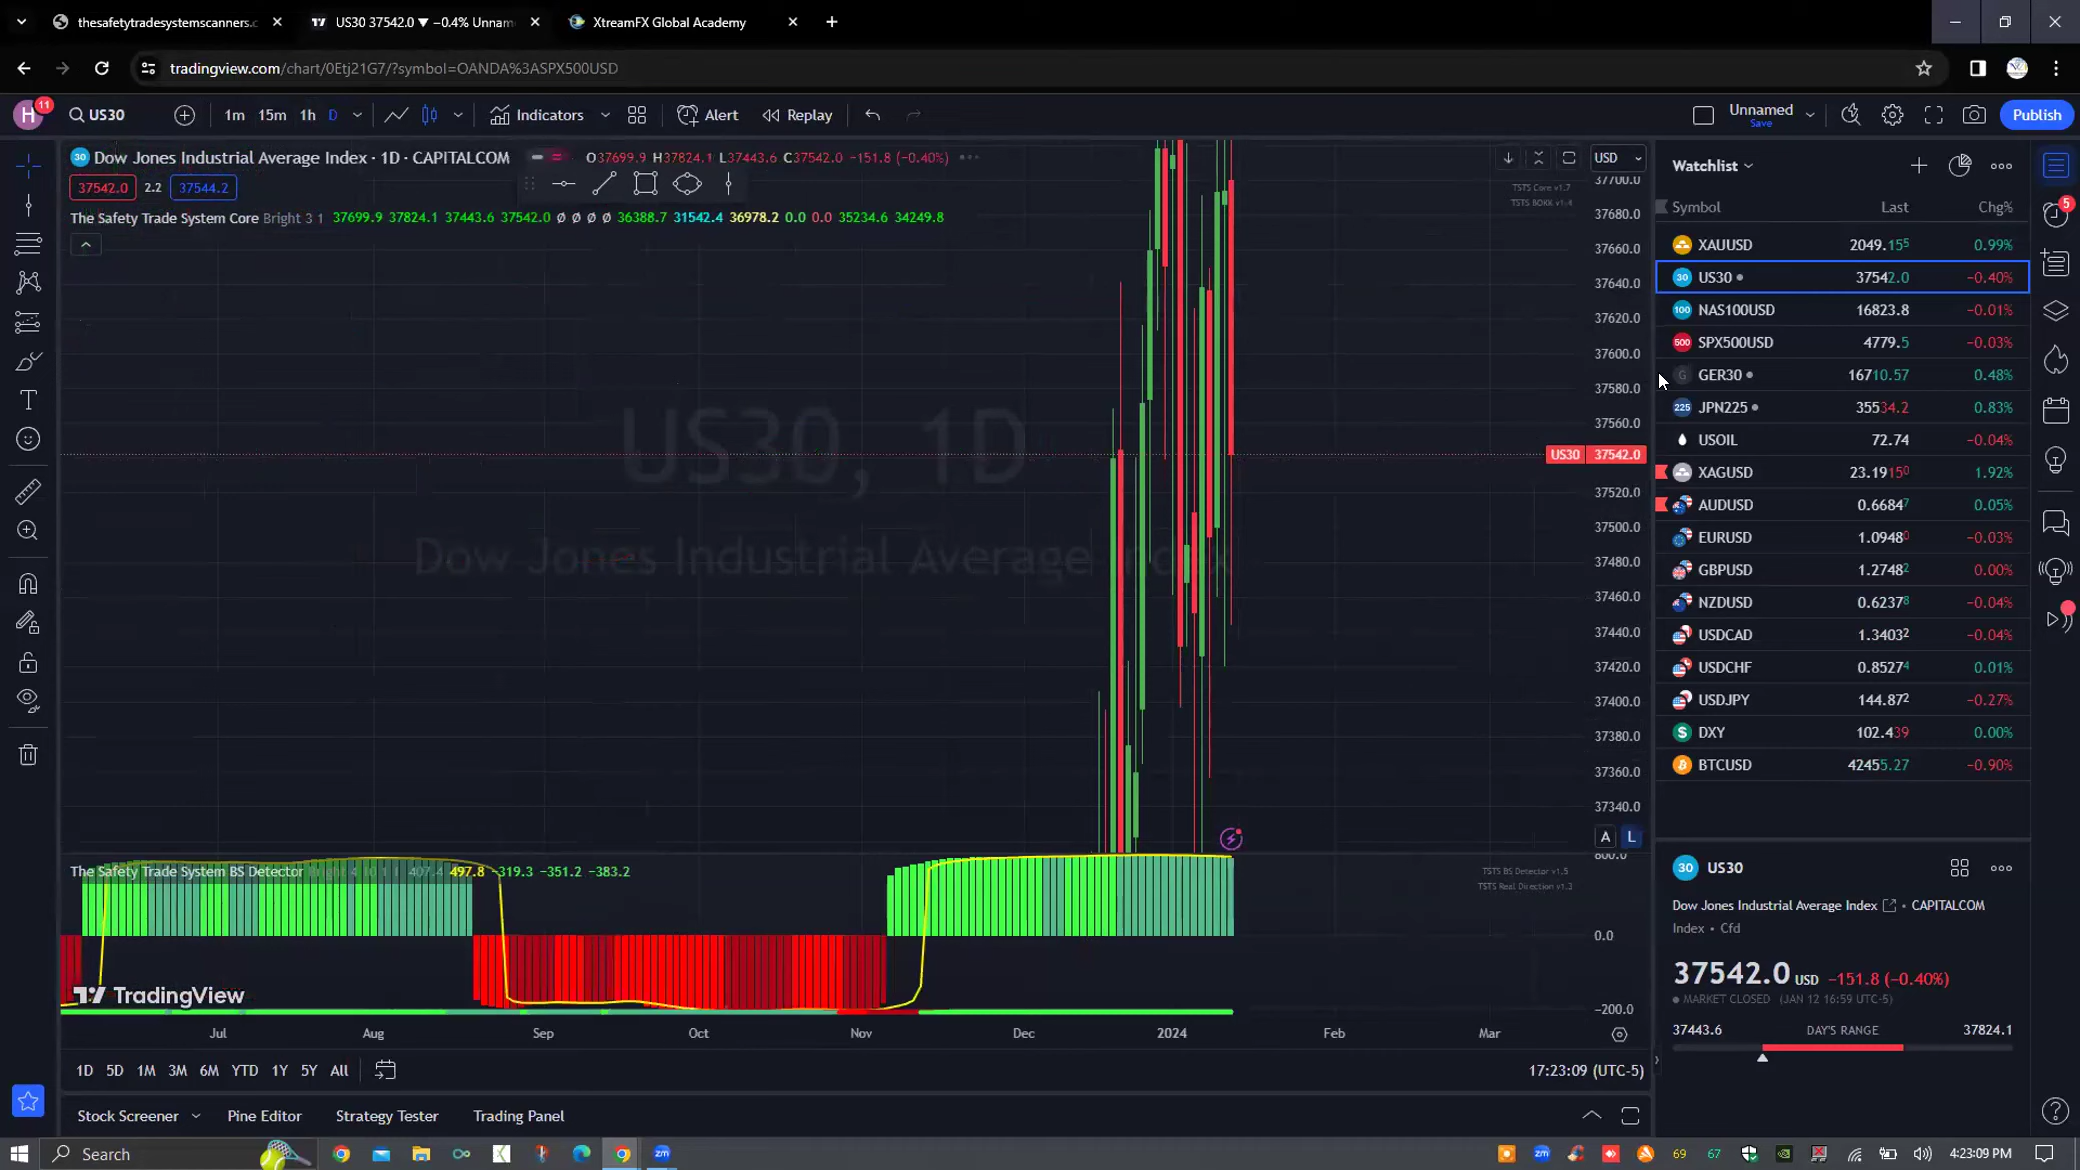 thesafetytradesystemscanners.c
US30 37542.0 ▼ −0.4% Unnam
XtreamFX Global Academy
tradingview.com/chart/0Etj21G7/?symbol=OANDA%3ASPX500USD
H 11 US30 1m 15m 1h D Indicators Alert Replay Unnamed Save Publish
30 Dow Jones Industrial Average Index · 1D · CAPITALCOM O37699.9 H37824.1 L37443.6 C37542.0 −151.8 (−0.40%)
37542.0 2.2 37544.2
The Safety Trade System Core Bright 3 1 37699.9 37824.1 37443.6 37542.0 ∅ ∅ ∅ ∅ 36388.7 31542.4 36978.2 0.0 0.0 35234.6 34249.8
TSTS Core v1.7
TSTS BOKK v1.4
US30, 1D
Dow Jones Industrial Average Index
USD
37700.0
37680.0
37660.0
37640.0
37620.0
37600.0
37580.0
37560.0
US30 37542.0
37520.0
37500.0
37480.0
37460.0
37440.0
37420.0
37400.0
37380.0
37360.0
37340.0
A L
The Safety Trade System BS Detector Bright 4 10 1 1 407.4 497.8 −319.3 −351.2 −383.2
TSTS BS Detector v1.5
TSTS Real Direction v1.3
800.0
0.0
−200.0
TradingView
Jul Aug Sep Oct Nov Dec 2024 Feb Mar
1D 5D 1M 3M 6M YTD 1Y 5Y All
17:23:09 (UTC-5)
Stock Screener Pine Editor Strategy Tester Trading Panel
Watchlist
Symbol Last Chg%
XAUUSD 2049.155 0.99%
30 US30 37542.0 −0.40%
100 NAS100USD 16823.8 −0.01%
500 SPX500USD 4779.5 −0.03%
G GER30 16710.57 0.48%
225 JPN225 35534.2 0.83%
USOIL 72.74 −0.04%
XAGUSD 23.19150 1.92%
AUDUSD 0.66847 0.05%
EURUSD 1.09480 −0.03%
GBPUSD 1.27482 0.00%
NZDUSD 0.62378 −0.04%
USDCAD 1.34032 −0.04%
USDCHF 0.85274 0.01%
USDJPY 144.872 −0.27%
DXY 102.439 0.00%
BTCUSD 42455.27 −0.90%
30 US30
Dow Jones Industrial Average Index · CAPITALCOM
Index · Cfd
37542.0 USD −151.8 (−0.40%)
MARKET CLOSED (JAN 12 16:59 UTC-5)
37443.6 DAY'S RANGE 37824.1
5
Search
zm
zm
69
67
4:23:09 PM